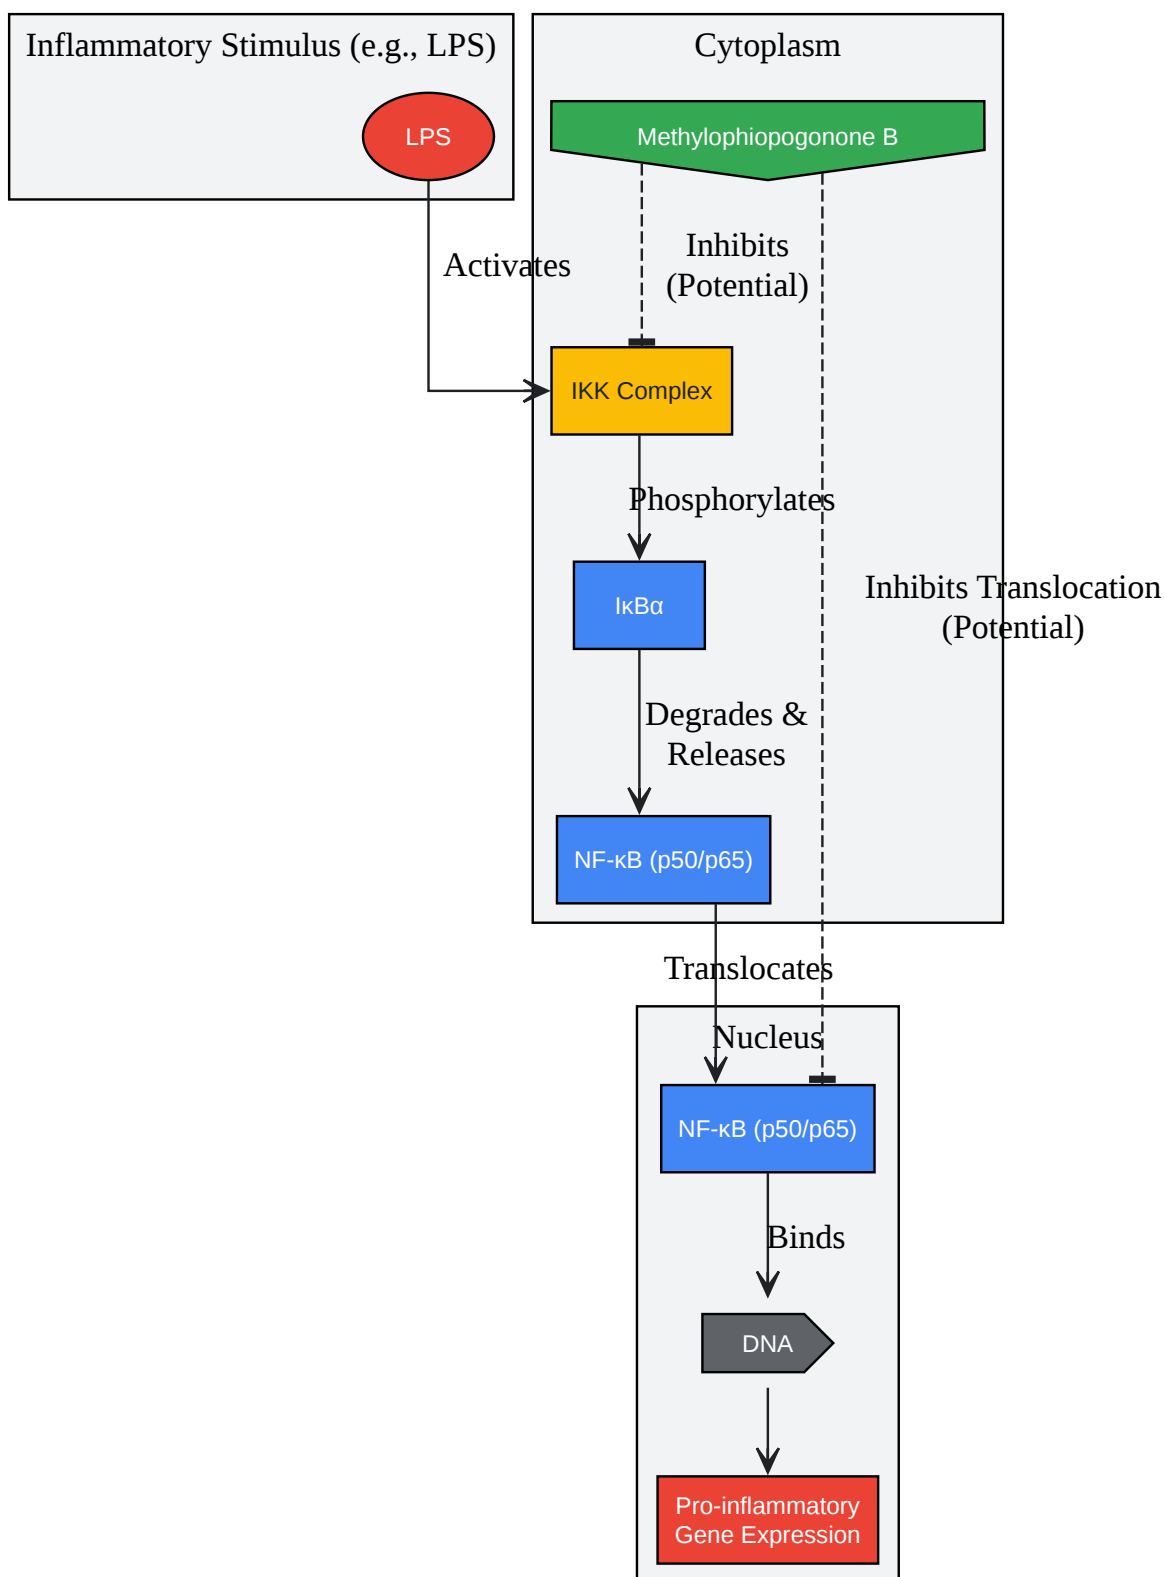 Inflammatory Stimulus (e.g., LPS)
Cytoplasm
LPS
Methylophiopogonone B
Activates
Inhibits
(Potential)
IKK Complex
Phosphorylates
IκBα
Inhibits Translocation
(Potential)
Degrades &
Releases
NF-κB (p50/p65)
Translocates
Nucleus
NF-κB (p50/p65)
Binds
DNA
Pro-inflammatory
Gene Expression